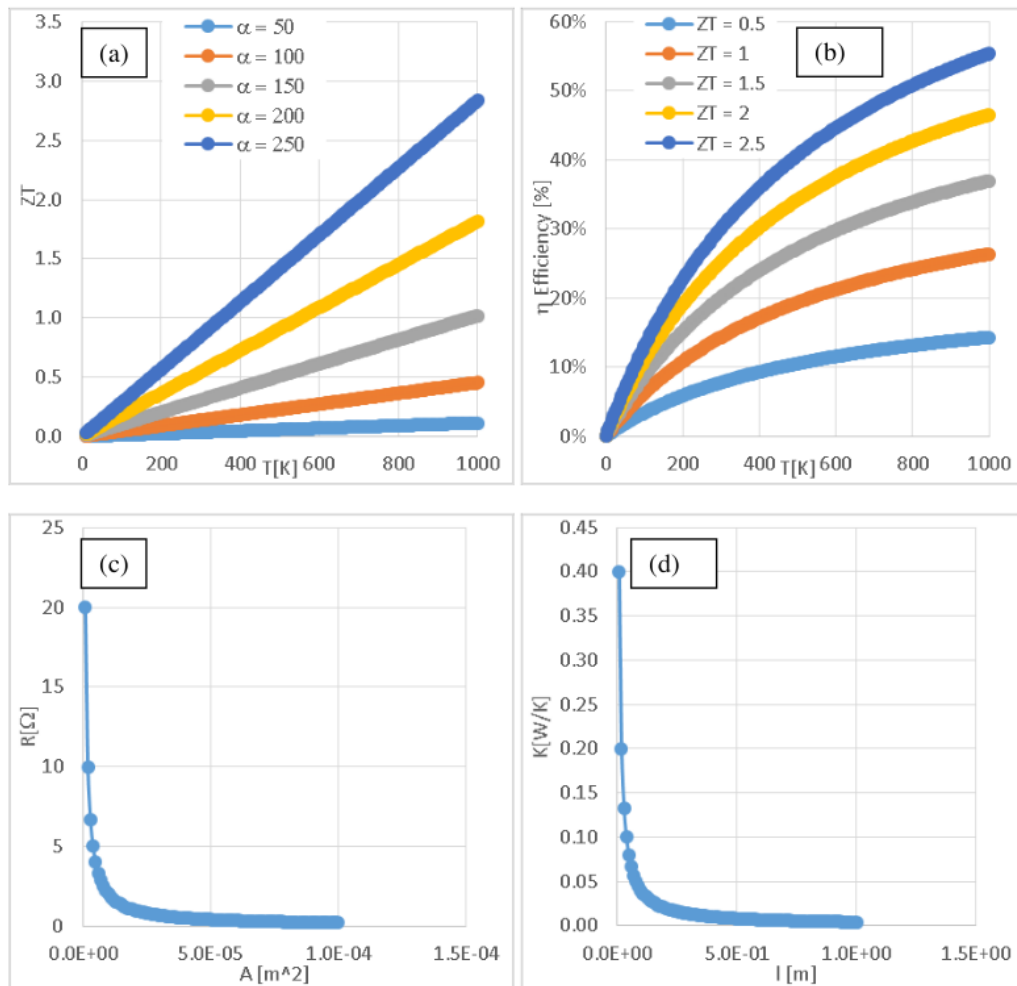 (a)
3.5
3.0
2.5
2.0
1.5
1.0
0.5
0.0
ZT
0
200
400
600
800
1000
T[K]
α = 50
α = 100
α = 150
α = 200
α = 250
(b)
60%
50%
40%
30%
20%
10%
0%
η Efficiency [%]
0
200
400
600
800
1000
T[K]
ZT = 0.5
ZT = 1
ZT = 1.5
ZT = 2
ZT = 2.5
(c)
25
20
15
10
5
0
R[Ω]
0.0E+00
5.0E-05
1.0E-04
1.5E-04
A [m^2]
(d)
0.45
0.40
0.35
0.30
0.25
0.20
0.15
0.10
0.05
0.00
K[W/K]
0.0E+00
5.0E-01
1.0E+00
1.5E+00
l [m]